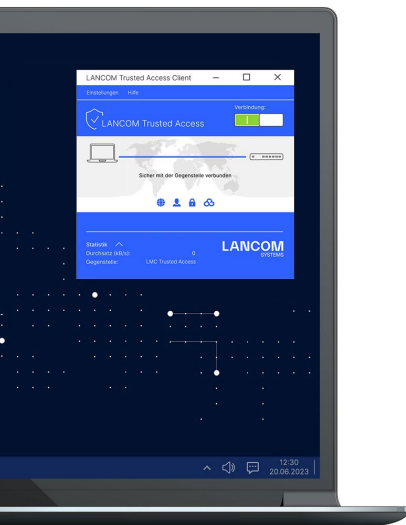 LANCOM Trusted Access Client
Einstellungen Hilfe
Verbindung:
LANCOM Trusted Access
Sicher mit der Gegenstelle verbunden
Statistik
Durchsatz (kB/s): 0
Gegenstelle: LMC Trusted Access
LANCOM
SYSTEMS
12:30
20.06.2023